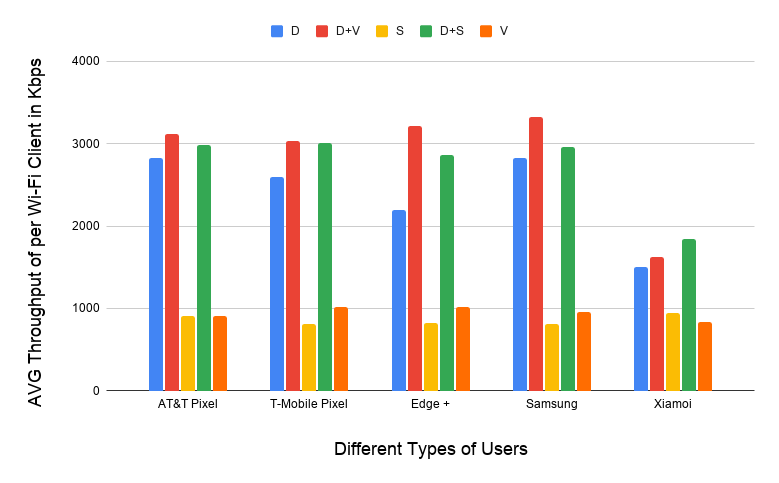 D D+V S D+S V
AVG Throughput of per Wi-Fi Client in Kbps
4000
3000
2000
1000
0
AT&T Pixel T-Mobile Pixel Edge + Samsung Xiamoi
Different Types of Users